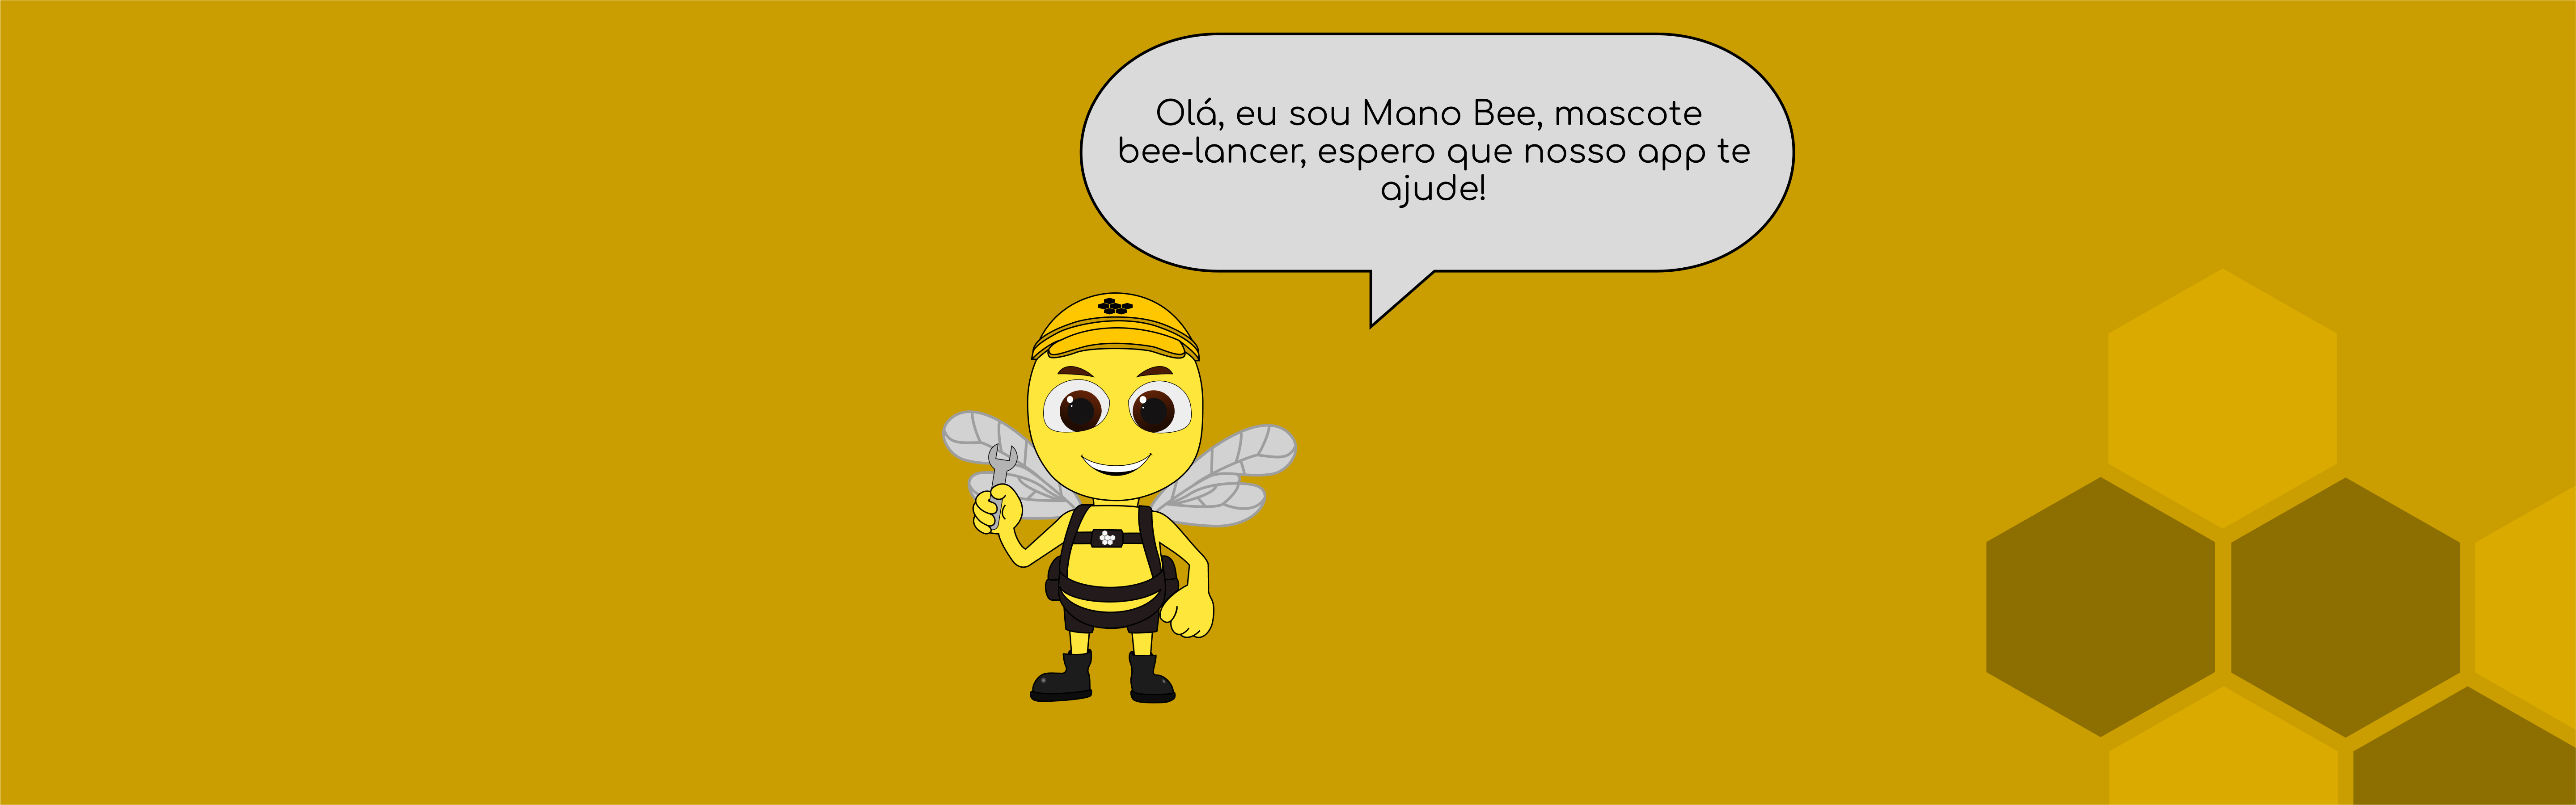 Olá, eu sou Mano Bee, mascote
bee-lancer, espero que nosso app te
ajude!